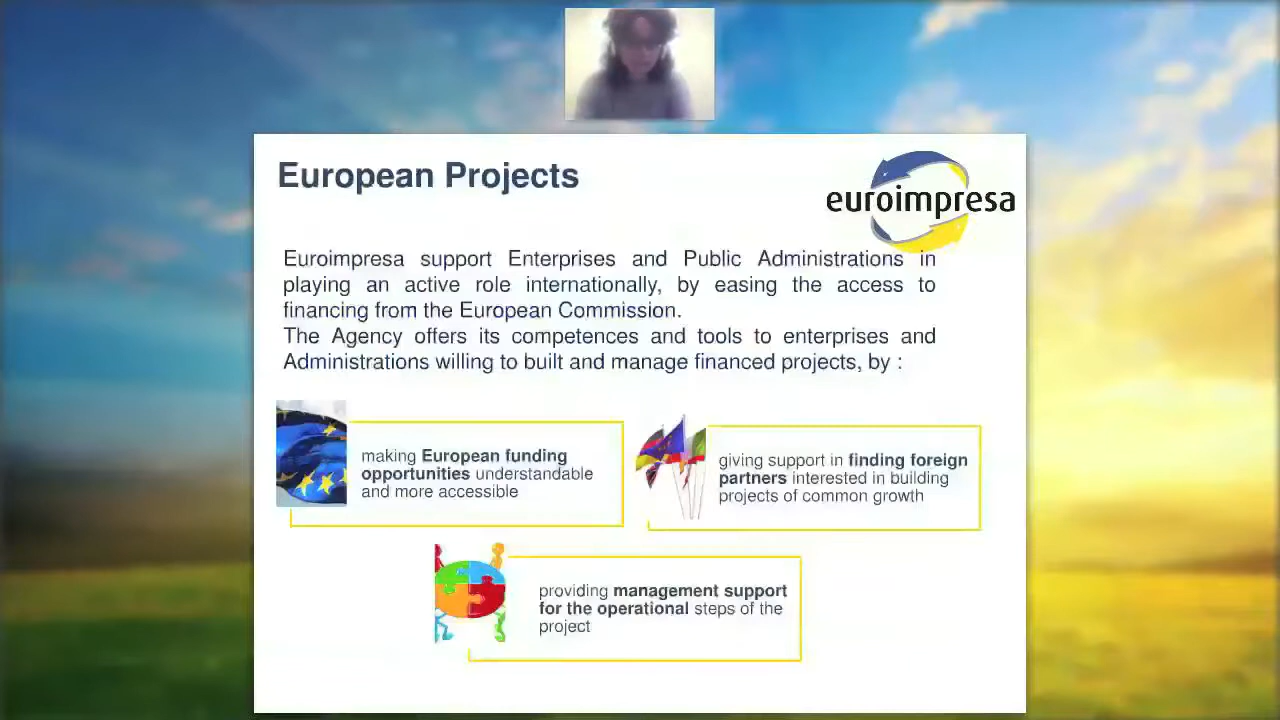 European Projects
euroimpresa
Euroimpresa support Enterprises and Public Administrations in
playing an active role internationally, by easing the access to
financing from the European Commission.
The Agency offers its competences and tools to enterprises and
Administrations willing to built and manage financed projects, by :
making European funding
opportunities understandable
and more accessible
giving support in finding foreign
partners interested in building
projects of common growth
providing management support
for the operational steps of the
project